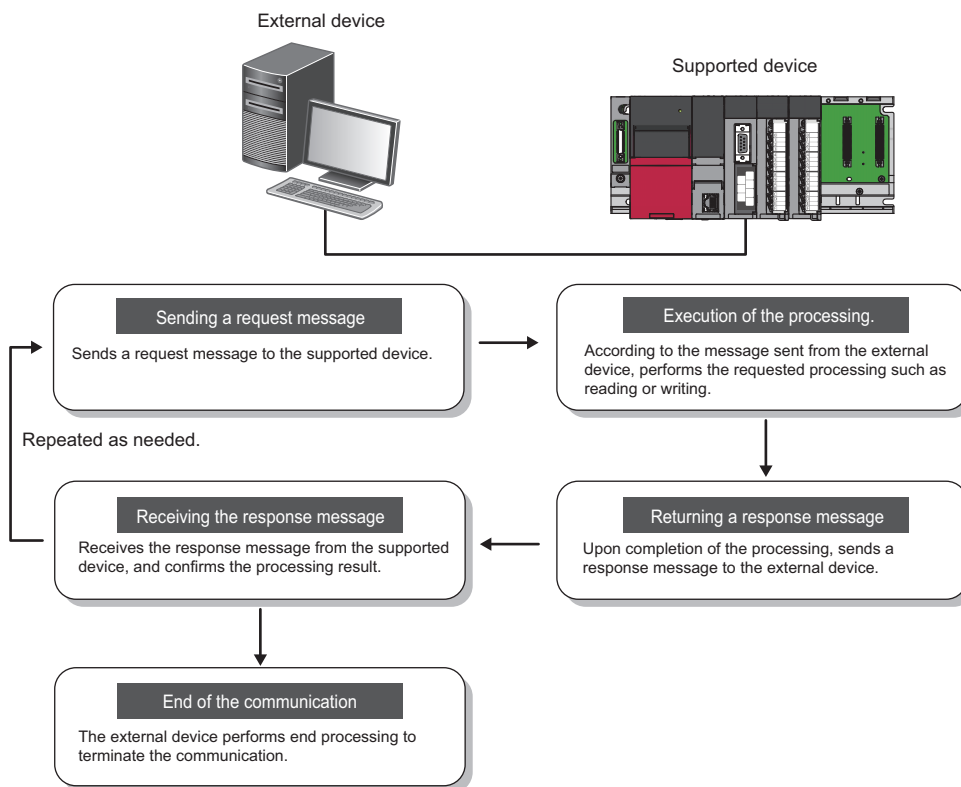 External device
Supported device
Sending a request message
Sends a request message to the supported device.
Execution of the processing.
According to the message sent from the external
device, performs the requested processing such as
reading or writing.
Repeated as needed.
Receiving the response message
Receives the response message from the supported
device, and confirms the processing result.
Returning a response message
Upon completion of the processing, sends a
response message to the external device.
End of the communication
The external device performs end processing to
terminate the communication.